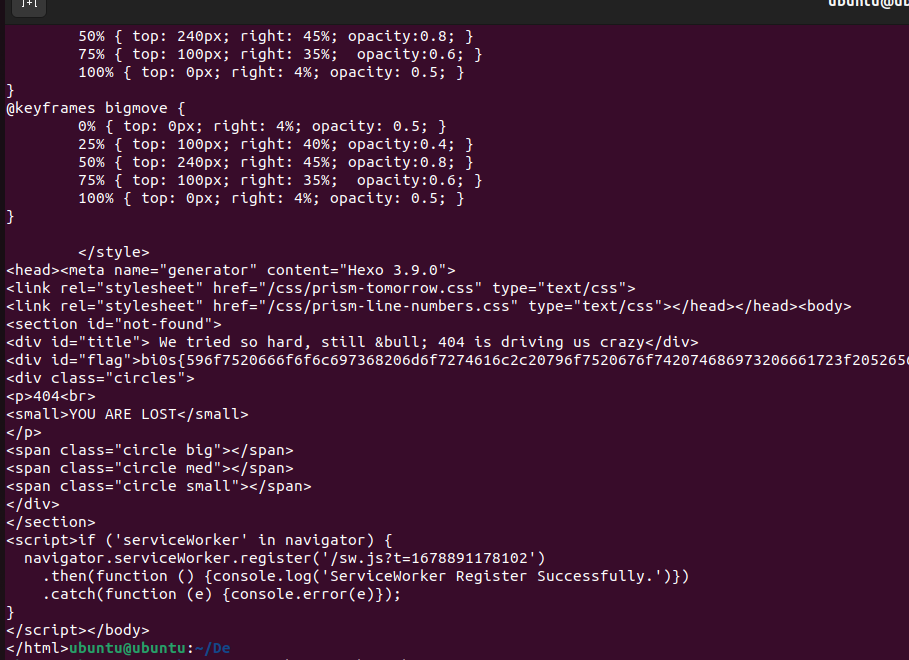 50% { top: 240px; right: 45%; opacity:0.8; }
75% { top: 100px; right: 35%;  opacity:0.6; }
100% { top: 0px; right: 4%; opacity: 0.5; }
}
@keyframes bigmove {
0% { top: 0px; right: 4%; opacity: 0.5; }
25% { top: 100px; right: 40%; opacity:0.4; }
50% { top: 240px; right: 45%; opacity:0.8; }
75% { top: 100px; right: 35%;  opacity:0.6; }
100% { top: 0px; right: 4%; opacity: 0.5; }
}
</style>
<head><meta name="generator" content="Hexo 3.9.0">
<link rel="stylesheet" href="/css/prism-tomorrow.css" type="text/css">
<link rel="stylesheet" href="/css/prism-line-numbers.css" type="text/css"></head></head><body>
<section id="not-found">
<div id="title"> We tried so hard, still &bull; 404 is driving us crazy</div>
<div id="flag">bi0s{596f7520666f6f6c697368206d6f7274616c2c20796f7520676f742074686973206661723f205265
<div class="circles">
<p>404<br>
<small>YOU ARE LOST</small>
</p>
<span class="circle big"></span>
<span class="circle med"></span>
<span class="circle small"></span>
</div>
</section>
<script>if ('serviceWorker' in navigator) {
navigator.serviceWorker.register('/sw.js?t=1678891178102')
.then(function () {console.log('ServiceWorker Register Successfully.')})
.catch(function (e) {console.error(e)});
}
</script></body>
</html>ubuntu@ubuntu:~/De